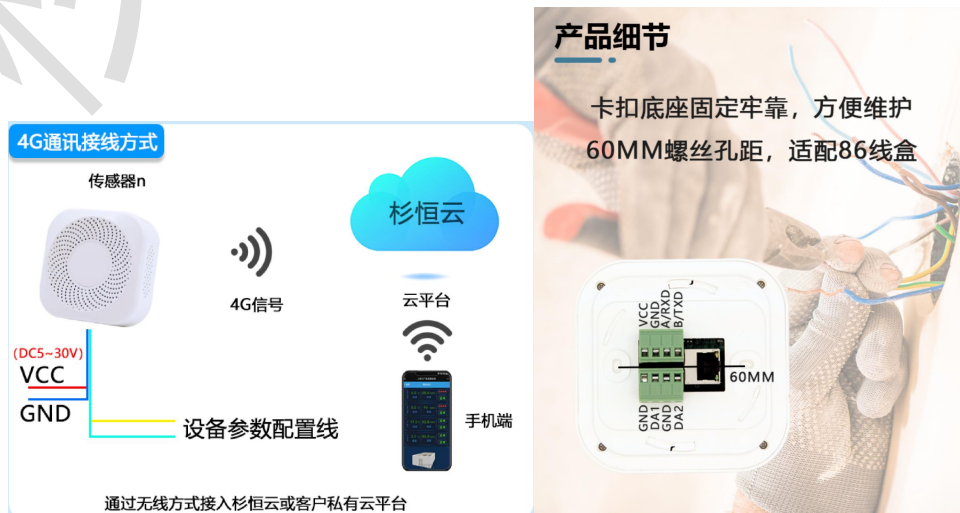 4G通讯接线方式
传感器n
杉恒云
4G信号
云平台
(DC5~30V)
VCC
GND
设备参数配置线
手机端
通过无线方式接入杉恒云或客户私有云平台
产品细节
卡扣底座固定牢靠，方便维护
60MM螺丝孔距，适配86线盒
VCC
GND
A/RXD
B/TXD
60MM
GND
DA1
GND
DA2